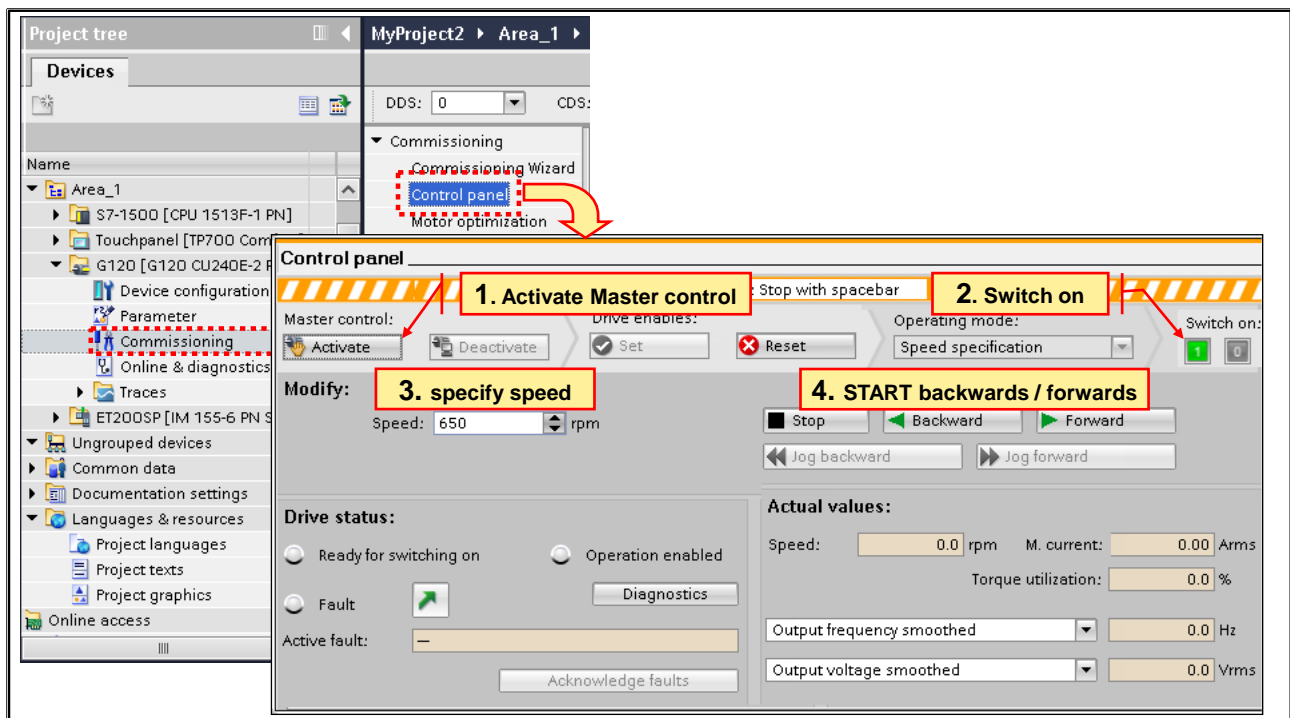 Project tree
Devices
Name
Area_1
S7-1500 [CPU 1513F-1 PN]
Touchpanel [TP700 Com
G120 [G120 CU240E-2
Device configuration
Parameter
Commissioning
Online & diagnostics
Traces
ET200SP [IM 155-6 PN S
Ungrouped devices
Common data
Documentation settings
Languages & resources
Project languages
Project texts
Project graphics
Online access
MyProject2 ▸ Area_1 ▸
DDS: 0 CDS:
Commissioning
Commissioning Wizard
Control panel
Motor optimization
Control panel
1. Activate Master control
: Stop with spacebar
2. Switch on
Master control:
Drive enables:
Operating mode:
Switch on:
Activate
Deactivate
Set
Reset
Speed specification
1 0
Modify:
3. specify speed
4. START backwards / forwards
Speed: 650 rpm
Stop
Backward
Forward
Jog backward
Jog forward
Drive status:
Ready for switching on
Operation enabled
Fault
Diagnostics
Active fault: —
Acknowledge faults
Actual values:
Speed: 0.0 rpm M. current: 0.00 Arms
Torque utilization: 0.0 %
Output frequency smoothed 0.0 Hz
Output voltage smoothed 0.0 Vrms